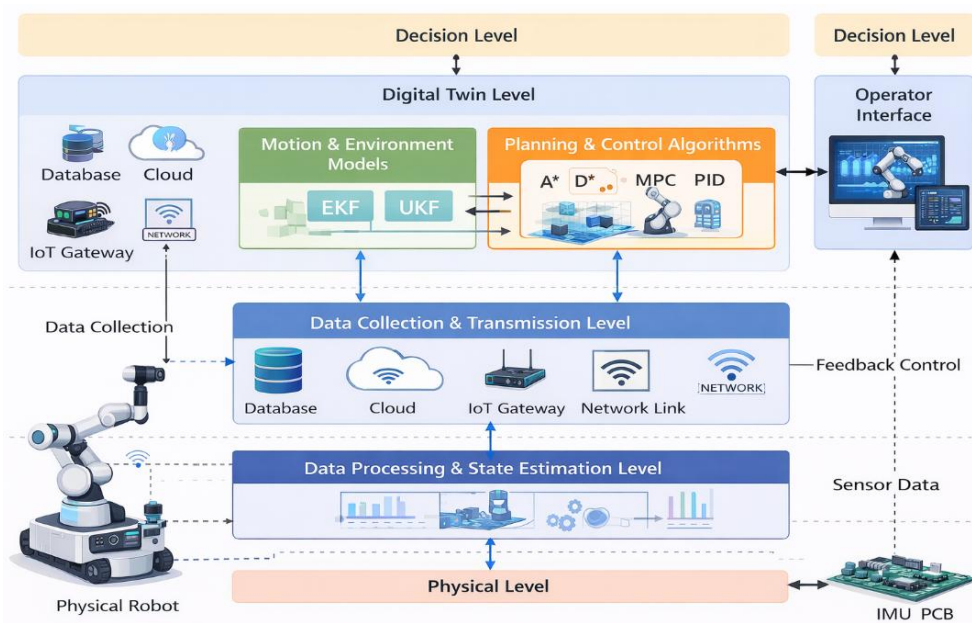 Decision Level
Decision Level
Digital Twin Level
Database
Cloud
IoT Gateway
NETWORK
Motion & Environment
Models
EKF
UKF
Planning & Control Algorithms
A*
D*
MPC
PID
Operator
Interface
Data Collection
Data Collection & Transmission Level
Database
Cloud
IoT Gateway
Network Link
NETWORK
Feedback Control
Data Processing & State Estimation Level
Sensor Data
Physical Level
Physical Robot
IMU PCB